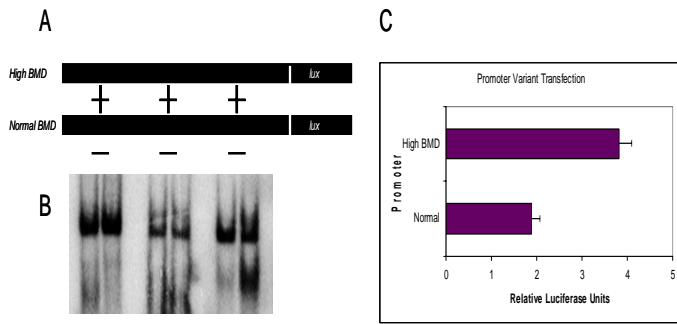 A
High BMD lux
+ + +
Normal BMD lux
— — —
B
C
Promoter Variant Transfection
Promoter
High BMD
Normal
0 1 2 3 4 5
Relative Luciferase Units